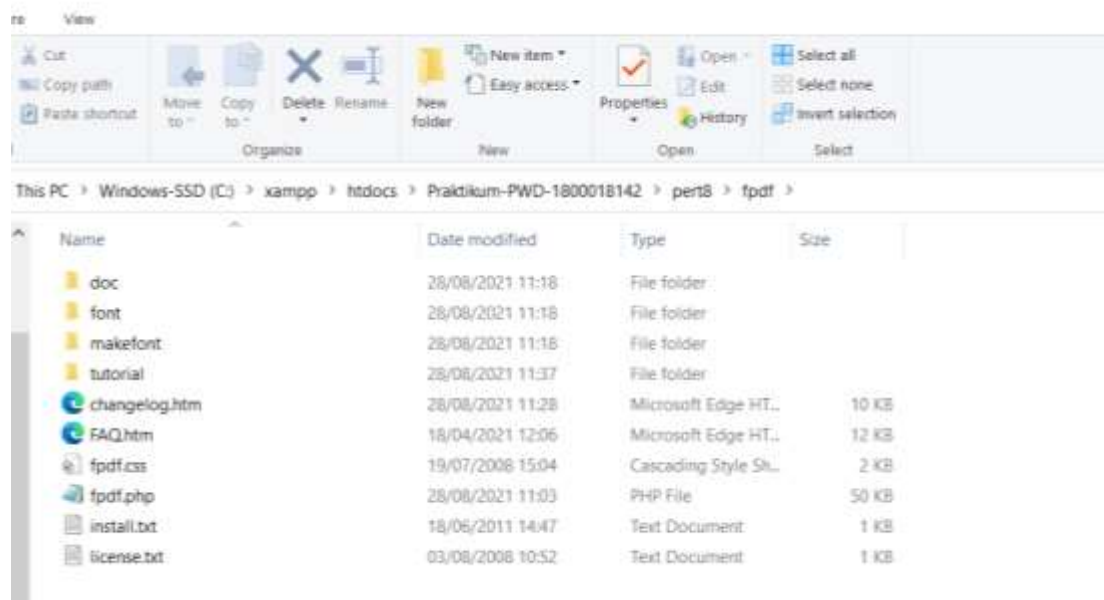 View
Cut
Copy path
Paste shortcut
Move to
Copy to
Delete
Rename
New folder
New item
Easy access
Properties
Open
Edit
History
Select all
Select none
Invert selection
Organize
New
Open
Select
This PC > Windows-SSD (C:) > xampp > htdocs > Praktikum-PWD-1800018142 > pert8 > fpdf >
Name Date modified Type Size
doc 28/08/2021 11:18 File folder
font 28/08/2021 11:18 File folder
makefont 28/08/2021 11:18 File folder
tutorial 28/08/2021 11:37 File folder
changelog.htm 28/08/2021 11:28 Microsoft Edge HT... 10 KB
FAQ.htm 18/04/2021 12:06 Microsoft Edge HT... 12 KB
fpdf.css 19/07/2008 15:04 Cascading Style Sh... 2 KB
fpdf.php 28/08/2021 11:03 PHP File 50 KB
install.txt 18/06/2011 14:47 Text Document 1 KB
license.txt 03/08/2008 10:52 Text Document 1 KB